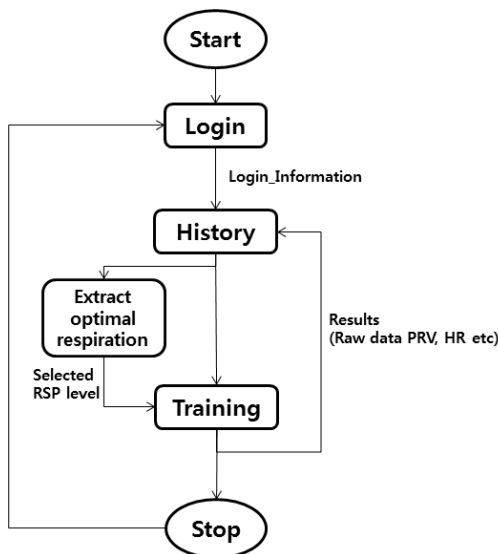 Start
Login
Login_Information
History
Extract
optimal
respiration
Results
(Raw data PRV, HR etc)
Selected
RSP level
Training
Stop